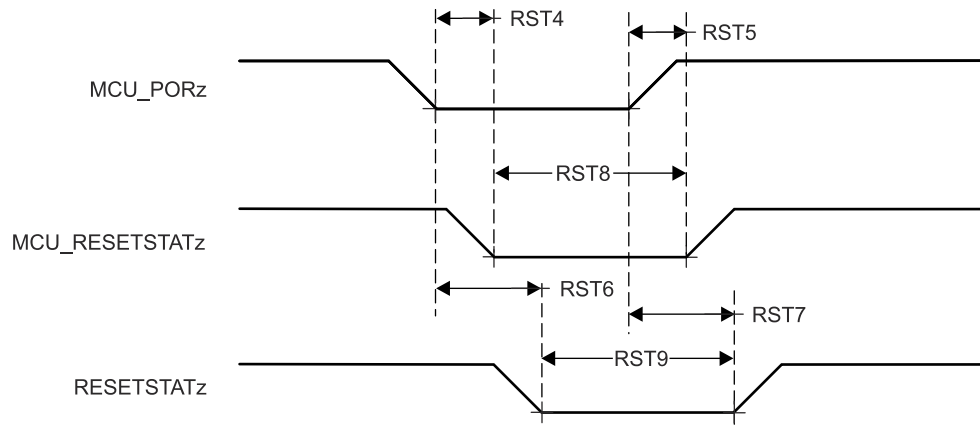 RST4
RST5
MCU_PORz
RST8
MCU_RESETSTATz
RST6
RST7
RST9
RESETSTATz